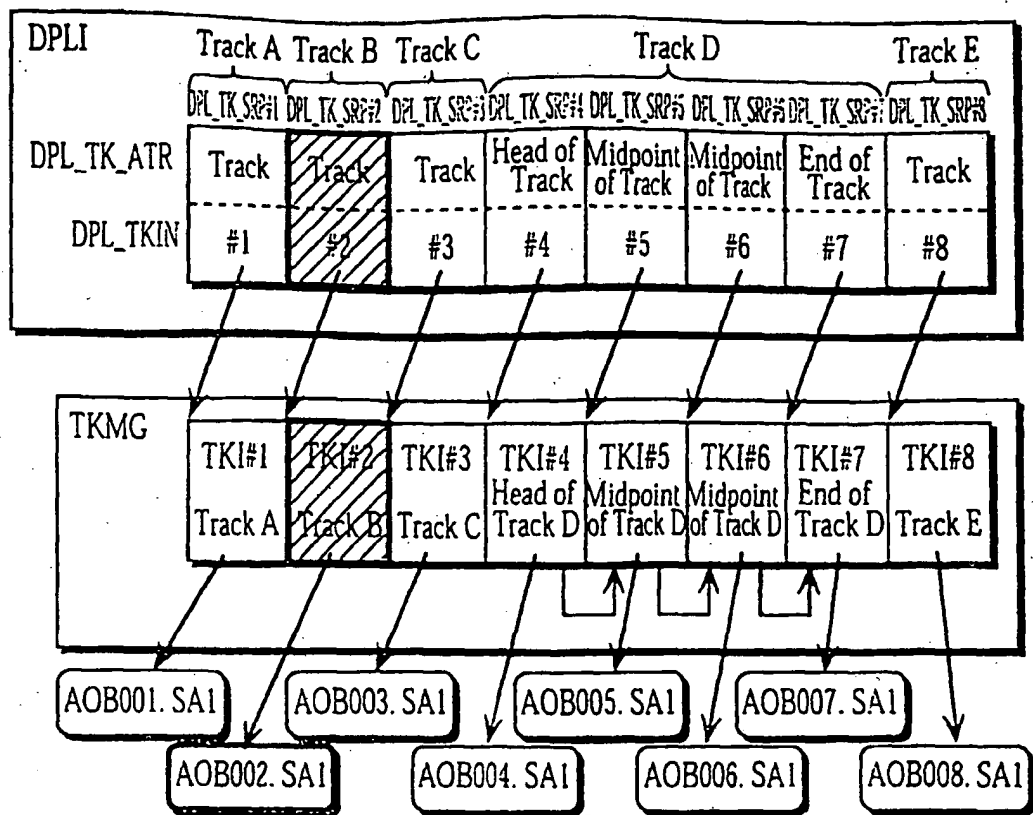 DPLI
Track A Track B Track C Track D Track E
DPL_TK_SRP#1 DPL_TK_SRP#2 DPL_TK_SRP#3 DPL_TK_SRP#4 DPL_TK_SRP#5 DPL_TK_SRP#6 DPL_TK_SRP#7 DPL_TK_SRP#8
DPL_TK_ATR
Track
Track
Track
Head of
Track
Midpoint
of Track
Midpoint
of Track
End of
Track
Track
DPL_TKIN
#1 #2 #3 #4 #5 #6 #7 #8
TKMG
TKI#1
Track A
TKI#2
Track B
TKI#3
Track C
TKI#4
Head of
Track D
TKI#5
Midpoint
of Track D
TKI#6
Midpoint
of Track D
TKI#7
End of
Track D
TKI#8
Track E
AOB001. SA1
AOB003. SA1
AOB005. SA1
AOB007. SA1
AOB002. SA1
AOB004. SA1
AOB006. SA1
AOB008. SA1